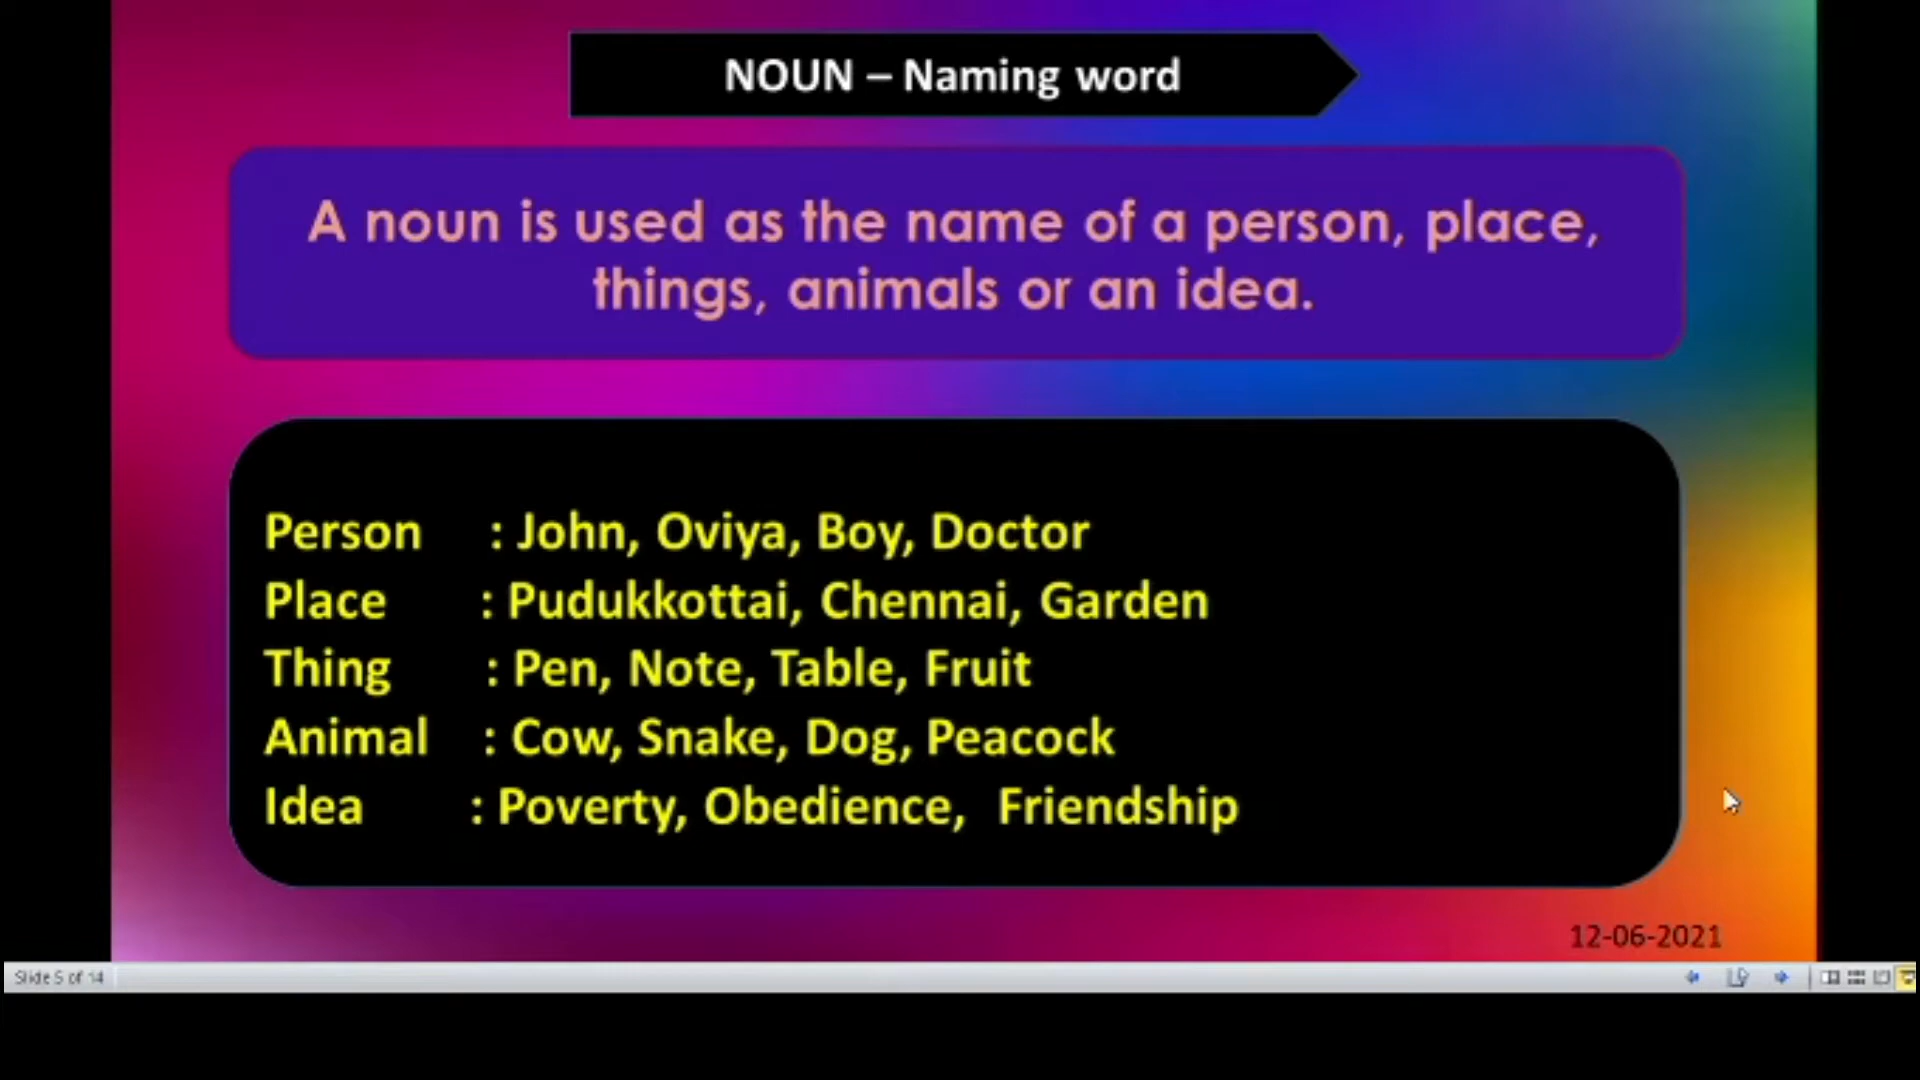 NOUN – Naming word
A noun is used as the name of a person, place,
things, animals or an idea.
Person : John, Oviya, Boy, Doctor
Place : Pudukkottai, Chennai, Garden
Thing : Pen, Note, Table, Fruit
Animal : Cow, Snake, Dog, Peacock
Idea : Poverty, Obedience, Friendship
12-06-2021
Slide 5 of 14